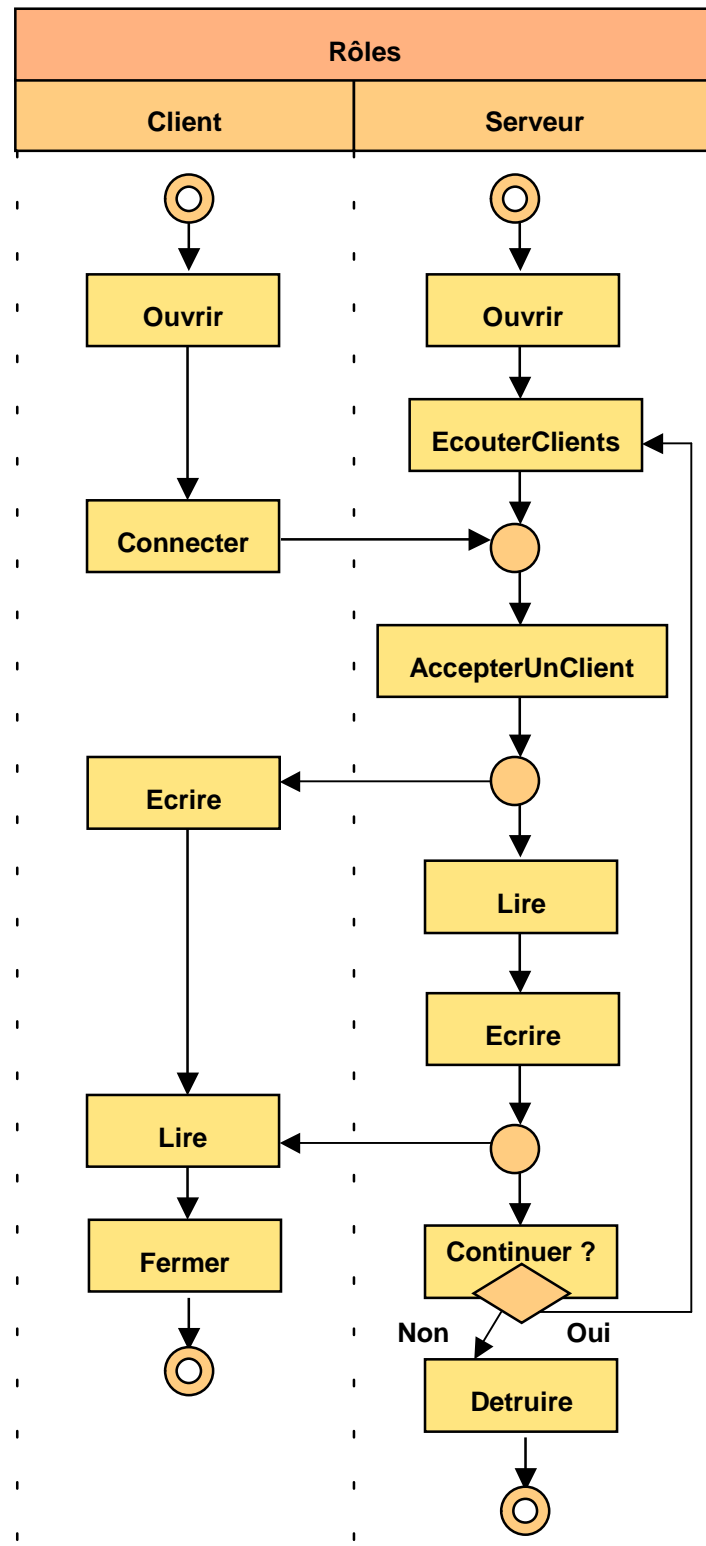 Rôles
Client
Serveur
Ouvrir
Ouvrir
EcouterClients
Connecter
AccepterUnClient
Ecrire
Lire
Ecrire
Lire
Continuer ?
Fermer
Non
Oui
Detruire